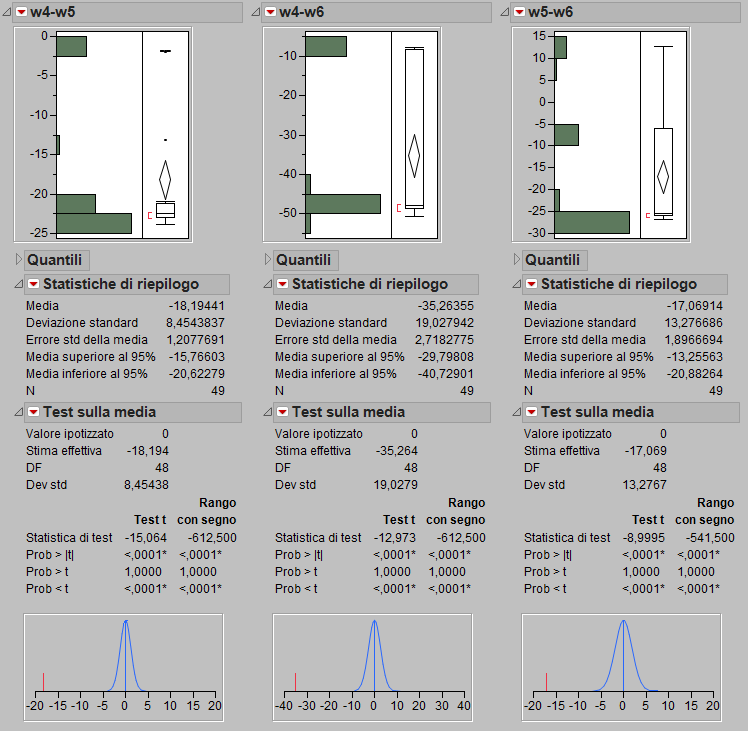 w4-w5
0
-5
-10
-15
-20
-25
Quantili
Statistiche di riepilogo
Media -18,19441
Deviazione standard 8,4543837
Errore std della media 1,2077691
Media superiore al 95% -15,76603
Media inferiore al 95% -20,62279
N 49
Test sulla media
Valore ipotizzato 0
Stima effettiva -18,194
DF 48
Dev std 8,45438
Rango
Test t con segno
Statistica di test -15,064 -612,500
Prob > |t| <,0001* <,0001*
Prob > t 1,0000 1,0000
Prob < t <,0001* <,0001*
-20 -15 -10 -5 0 5 10 15 20
w4-w6
-10
-20
-30
-40
-50
Quantili
Statistiche di riepilogo
Media -35,26355
Deviazione standard 19,027942
Errore std della media 2,7182775
Media superiore al 95% -29,79808
Media inferiore al 95% -40,72901
N 49
Test sulla media
Valore ipotizzato 0
Stima effettiva -35,264
DF 48
Dev std 19,0279
Rango
Test t con segno
Statistica di test -12,973 -612,500
Prob > |t| <,0001* <,0001*
Prob > t 1,0000 1,0000
Prob < t <,0001* <,0001*
-40 -30 -20 -10 0 10 20 30 40
w5-w6
15
10
5
0
-5
-10
-15
-20
-25
-30
Quantili
Statistiche di riepilogo
Media -17,06914
Deviazione standard 13,276686
Errore std della media 1,8966694
Media superiore al 95% -13,25563
Media inferiore al 95% -20,88264
N 49
Test sulla media
Valore ipotizzato 0
Stima effettiva -17,069
DF 48
Dev std 13,2767
Rango
Test t con segno
Statistica di test -8,9995 -541,500
Prob > |t| <,0001* <,0001*
Prob > t 1,0000 1,0000
Prob < t <,0001* <,0001*
-20 -15 -10 -5 0 5 10 15 20